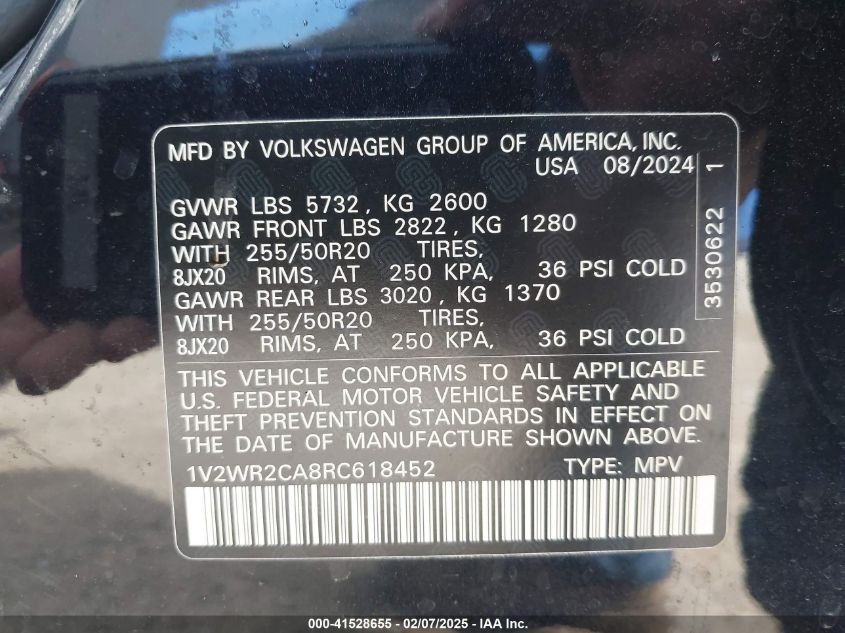 MFD BY VOLKSWAGEN GROUP OF AMERICA, INC.
USA 08/2024
GVWR LBS 5732, KG 2600
GAWR FRONT LBS 2822, KG 1280
WITH 255/50R20 TIRES,
8JX20 RIMS, AT 250 KPA, 36 PSI COLD
GAWR REAR LBS 3020, KG 1370
WITH 255/50R20 TIRES,
8JX20 RIMS, AT 250 KPA, 36 PSI COLD
3530622 1
THIS VEHICLE CONFORMS TO ALL APPLICABLE
U.S. FEDERAL MOTOR VEHICLE SAFETY AND
THEFT PREVENTION STANDARDS IN EFFECT ON
THE DATE OF MANUFACTURE SHOWN ABOVE.
1V2WR2CA8RC618452 TYPE: MPV
000-41528655 - 02/07/2025 - IAA Inc.